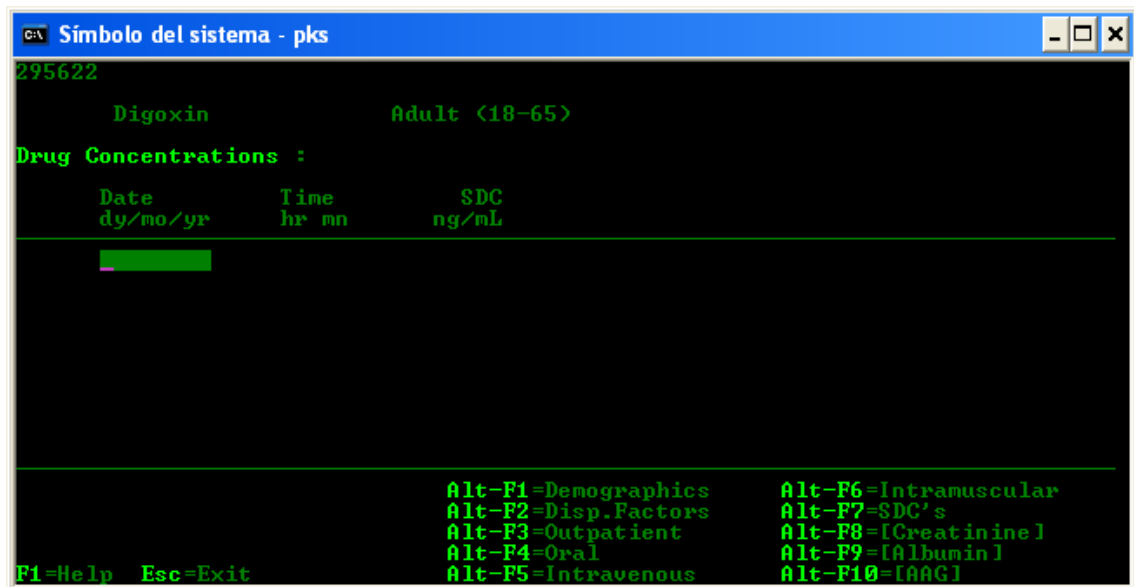 Símbolo del sistema - pks
295622
Digoxin Adult (18-65)
Drug Concentrations :
Date Time SDC
dy/mo/yr hr mn ng/mL
Alt-F1=Demographics Alt-F6=Intramuscular
Alt-F2=Disp.Factors Alt-F7=SDC's
Alt-F3=Outpatient Alt-F8=[Creatinine]
Alt-F4=Oral Alt-F9=[Albumin]
F1=Help Esc=Exit Alt-F5=Intravenous Alt-F10=[AAG]